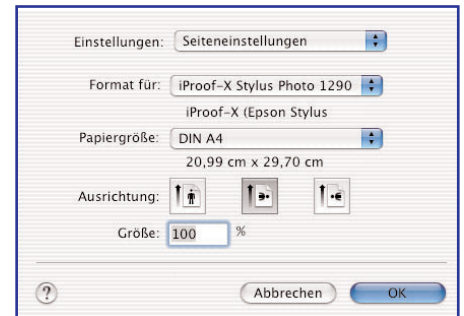 Einstellungen: Seiteneinstellungen
Format für: iProof-X Stylus Photo 1290
iProof-X (Epson Stylus
Papiergröße: DIN A4
20,99 cm x 29,70 cm
Ausrichtung:
Größe: 100 %
? Abbrechen OK